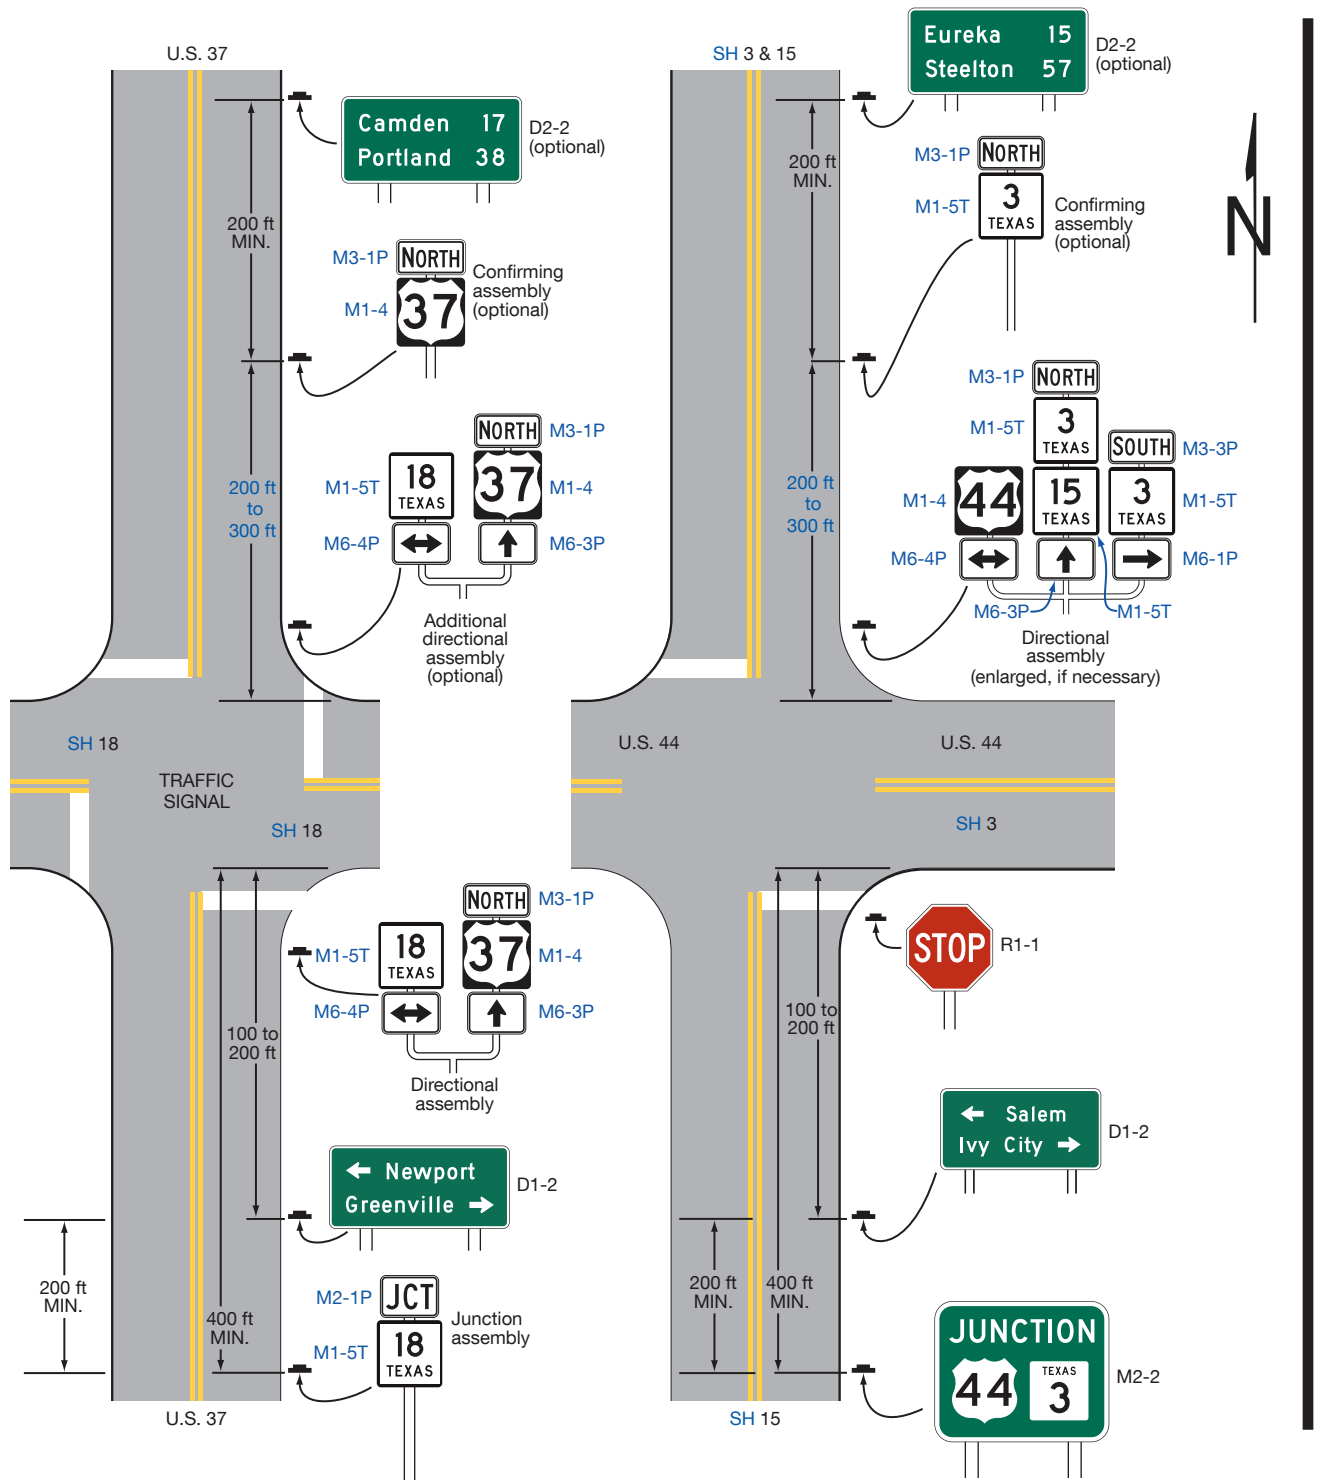 U.S. 37
Camden 17
Portland 38
D2-2
(optional)
200 ft
MIN.
M3-1P
NORTH
M1-4
37
Confirming
assembly
(optional)
200 ft
to
300 ft
NORTH
M3-1P
M1-5T
18
TEXAS
37
M1-4
M6-4P
M6-3P
Additional
directional
assembly
(optional)
SH 18
TRAFFIC
SIGNAL
SH 18
NORTH
M3-1P
M1-5T
18
TEXAS
37
M1-4
M6-4P
M6-3P
Directional
assembly
100 to
200 ft
Newport
Greenville
D1-2
200 ft
MIN.
400 ft
MIN.
M2-1P
JCT
M1-5T
18
TEXAS
Junction
assembly
U.S. 37
SH 3 & 15
Eureka 15
Steelton 57
D2-2
(optional)
200 ft
MIN.
M3-1P
NORTH
M1-5T
3
TEXAS
Confirming
assembly
(optional)
N
200 ft
to
300 ft
M3-1P
NORTH
M1-5T
3
TEXAS
SOUTH
M3-3P
M1-4
44
15
TEXAS
3
TEXAS
M1-5T
M6-4P
M6-1P
M6-3P
M1-5T
Directional
assembly
(enlarged, if necessary)
U.S. 44
U.S. 44
SH 3
STOP
R1-1
100 to
200 ft
Salem
Ivy City
D1-2
200 ft
MIN.
400 ft
MIN.
JUNCTION
44
TEXAS
3
M2-2
SH 15